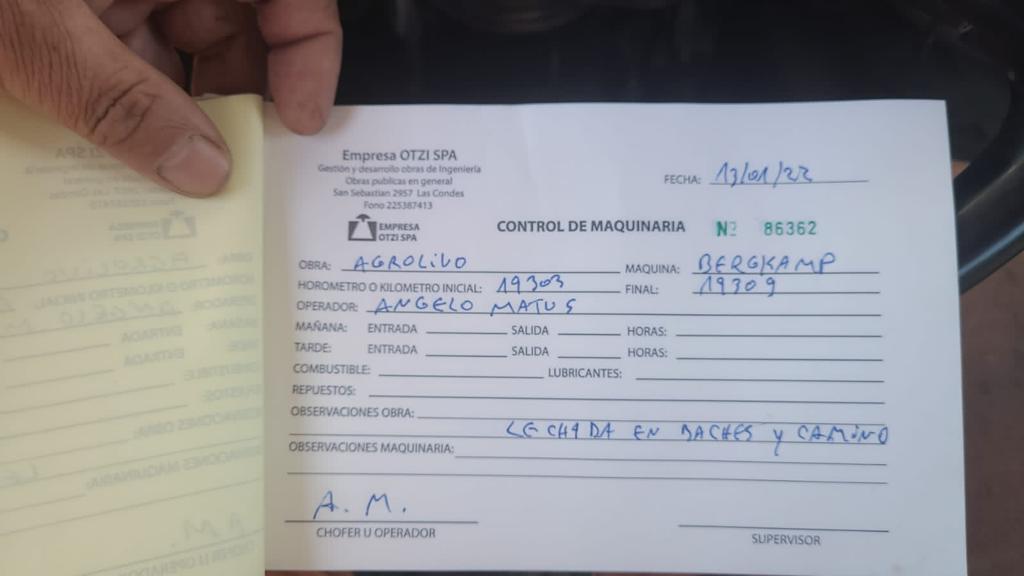 Empresa OTZI SPA
Gestión y desarrollo obras de Ingeniería
Obras publicas en general
San Sebastian 2957 Las Condes
Fono 225387413
EMPRESA
OTZI SPA
FECHA: 13/01/22
CONTROL DE MAQUINARIA Nº 86362
OBRA: AGROLIVO MAQUINA: BERGKAMP
HOROMETRO O KILOMETRO INICIAL: 19303 FINAL: 19309
OPERADOR: ANGELO MATUS
MAÑANA: ENTRADA SALIDA HORAS:
TARDE: ENTRADA SALIDA HORAS:
COMBUSTIBLE: LUBRICANTES:
REPUESTOS:
OBSERVACIONES OBRA:
LECHADA EN BACHES y CAMINO
OBSERVACIONES MAQUINARIA:
A. M.
CHOFER U OPERADOR
SUPERVISOR